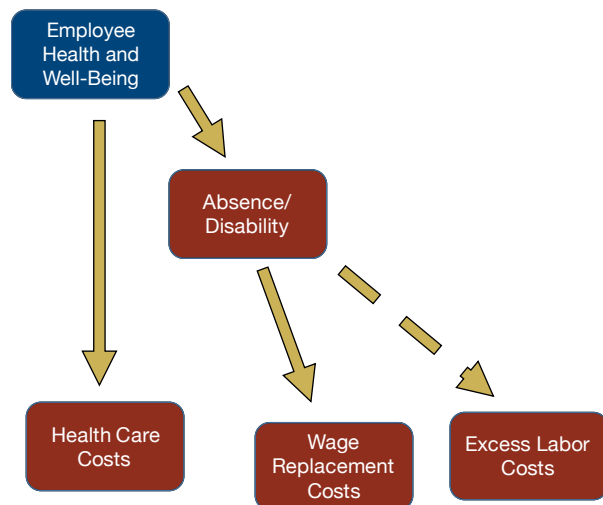 Employee
Health and
Well-Being
Absence/
Disability
Health Care
Costs
Wage
Replacement
Costs
Excess Labor
Costs